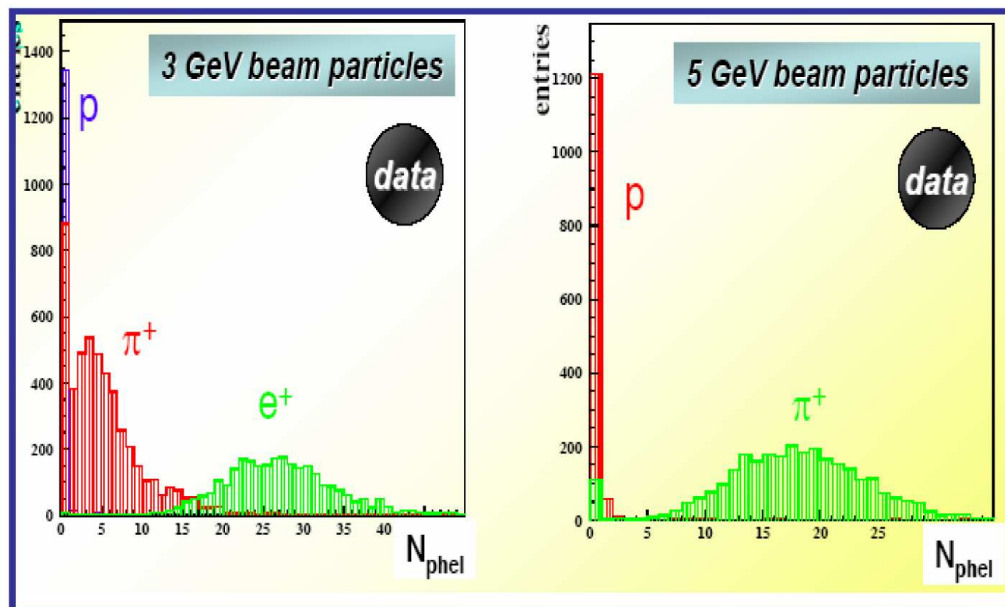 entries
3 GeV beam particles
data
p
π+
e+
1400
1200
1000
800
600
400
200
0
0 5 10 15 20 25 30 35 40
Nphel
entries
5 GeV beam particles
data
p
π+
1200
1000
800
600
400
200
0
0 5 10 15 20 25
Nphel